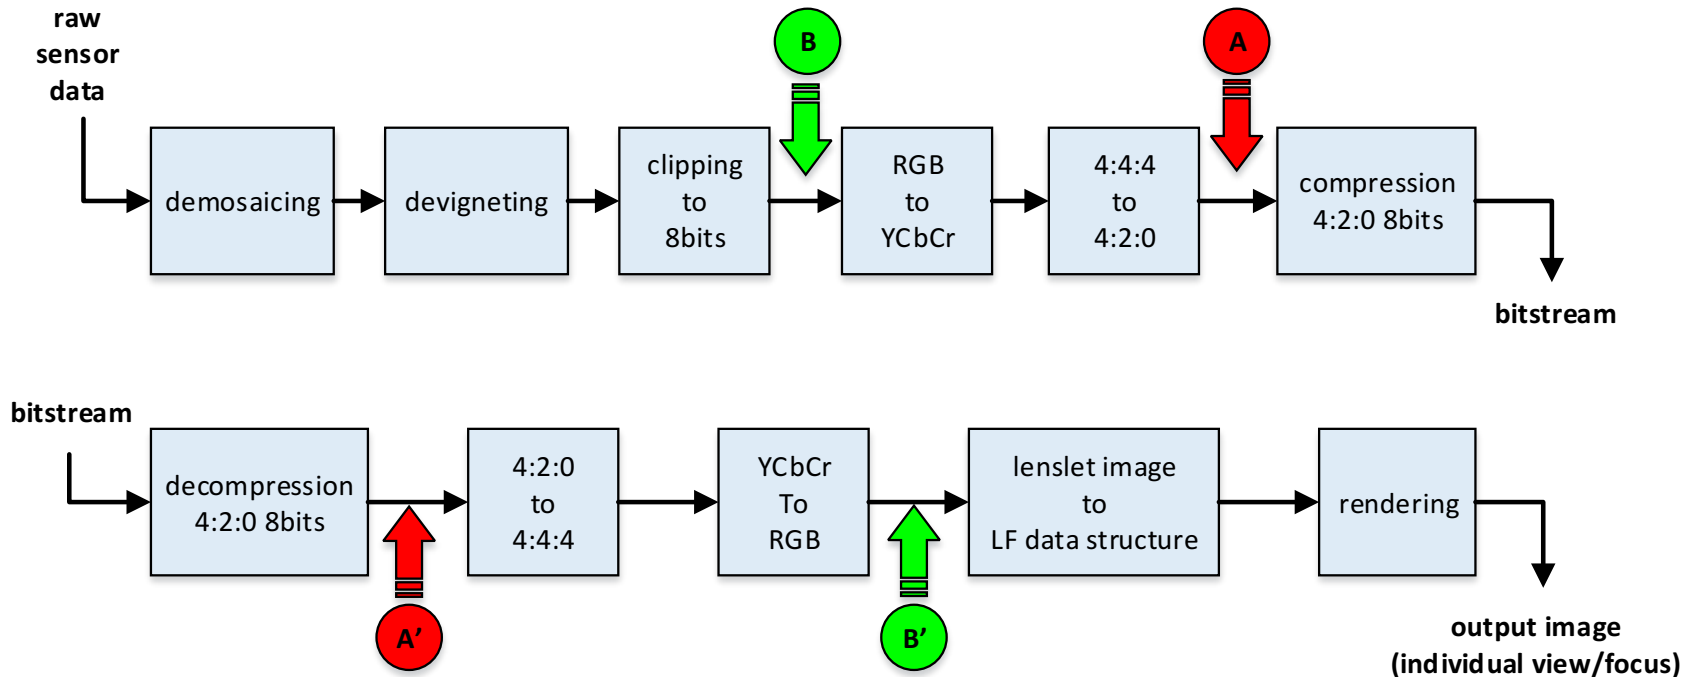 raw
sensor
data
B
A
demosaicing
devigneting
clipping
to
8bits
RGB
to
YCbCr
4:4:4
to
4:2:0
compression
4:2:0 8bits
bitstream
bitstream
decompression
4:2:0 8bits
4:2:0
to
4:4:4
YCbCr
To
RGB
lenslet image
to
LF data structure
rendering
A’
B’
output image
(individual view/focus)